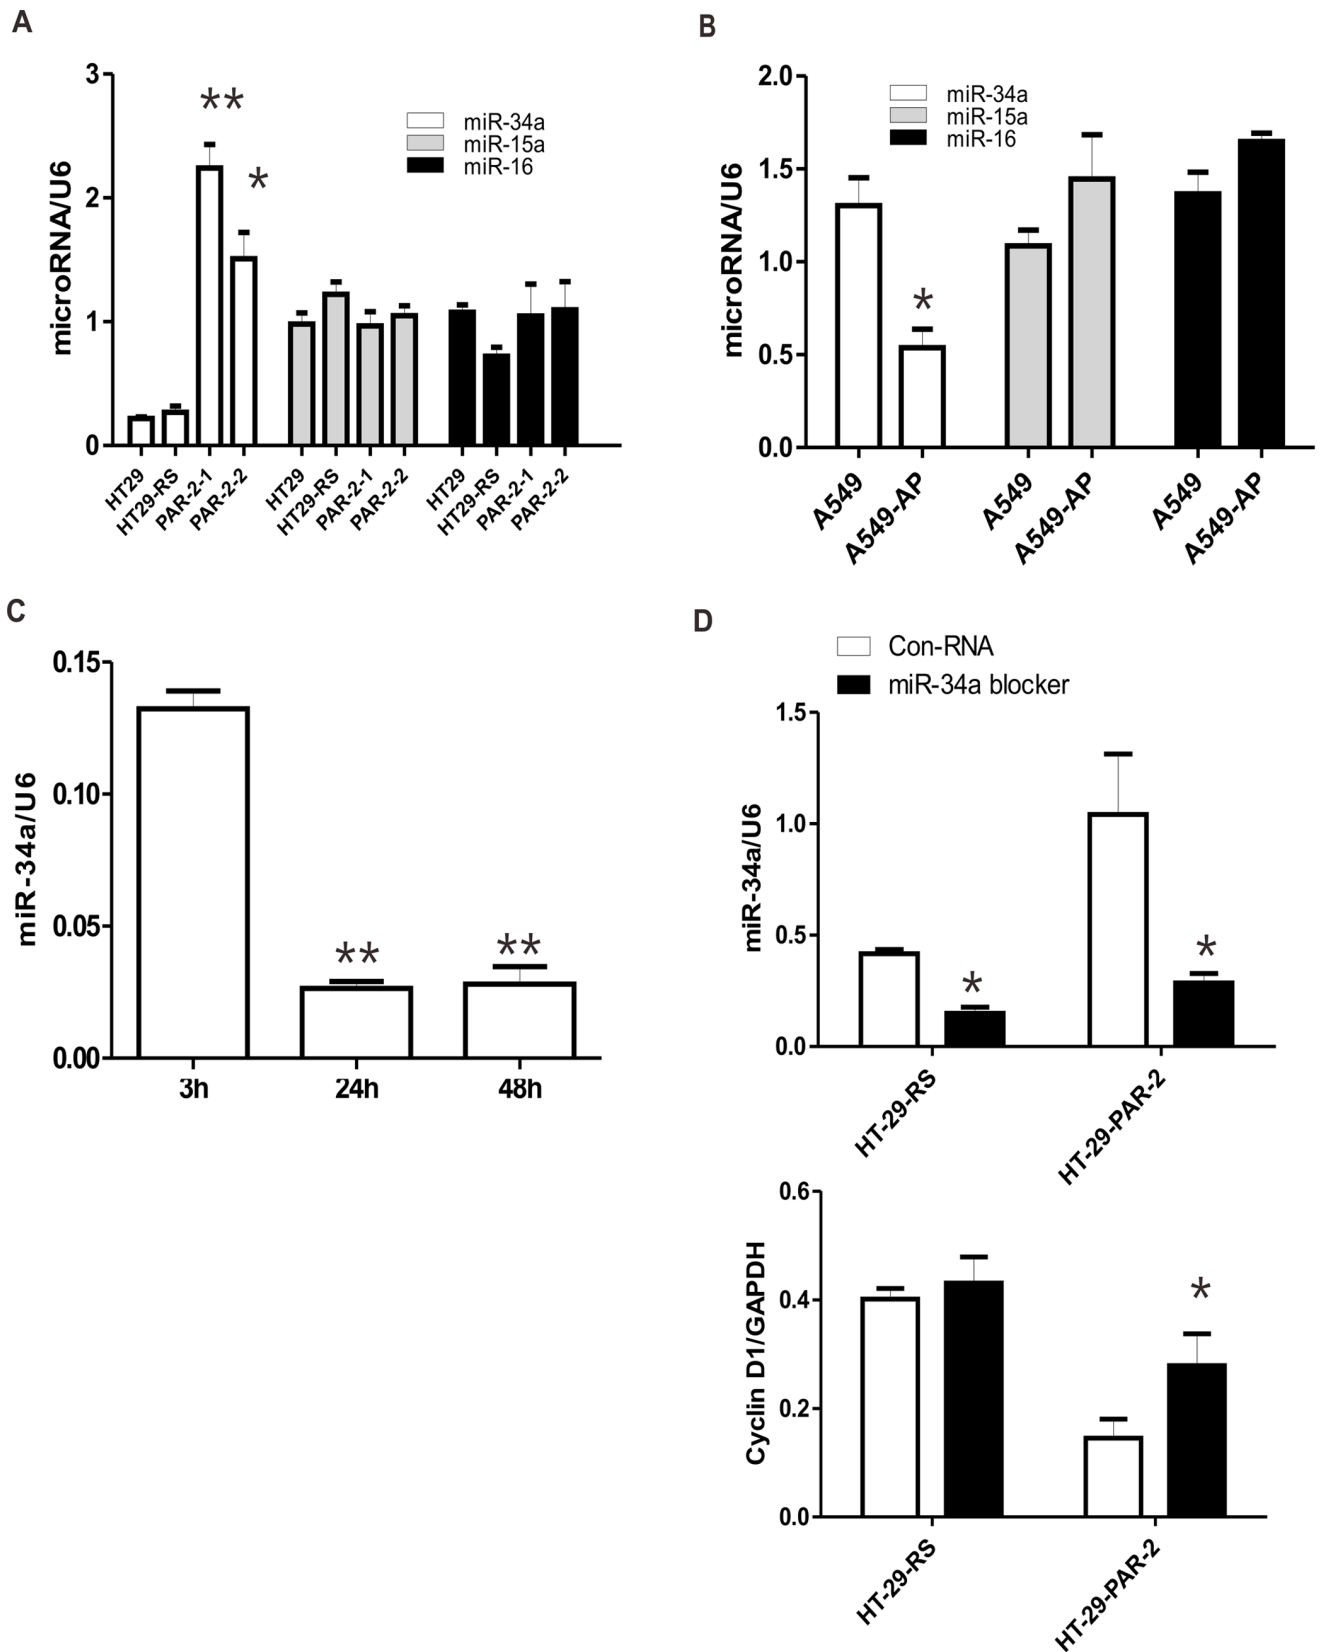 A
3
2
1
0
microRNA/U6
**
*
miR-34a
miR-15a
miR-16
HT29
HT29-RS
PAR-2-1
PAR-2-2
HT29
HT29-RS
PAR-2-1
PAR-2-2
HT29
HT29-RS
PAR-2-1
PAR-2-2
B
2.0
1.5
1.0
0.5
0.0
microRNA/U6
miR-34a
miR-15a
miR-16
*
A549
A549-AP
A549
A549-AP
A549
A549-AP
C
0.15
0.10
0.05
0.00
miR-34a/U6
**
**
3h
24h
48h
D
Con-RNA
miR-34a blocker
1.5
1.0
0.5
0.0
miR-34a/U6
*
*
HT-29-RS
HT-29-PAR-2
0.6
0.4
0.2
0.0
Cyclin D1/GAPDH
*
HT-29-RS
HT-29-PAR-2